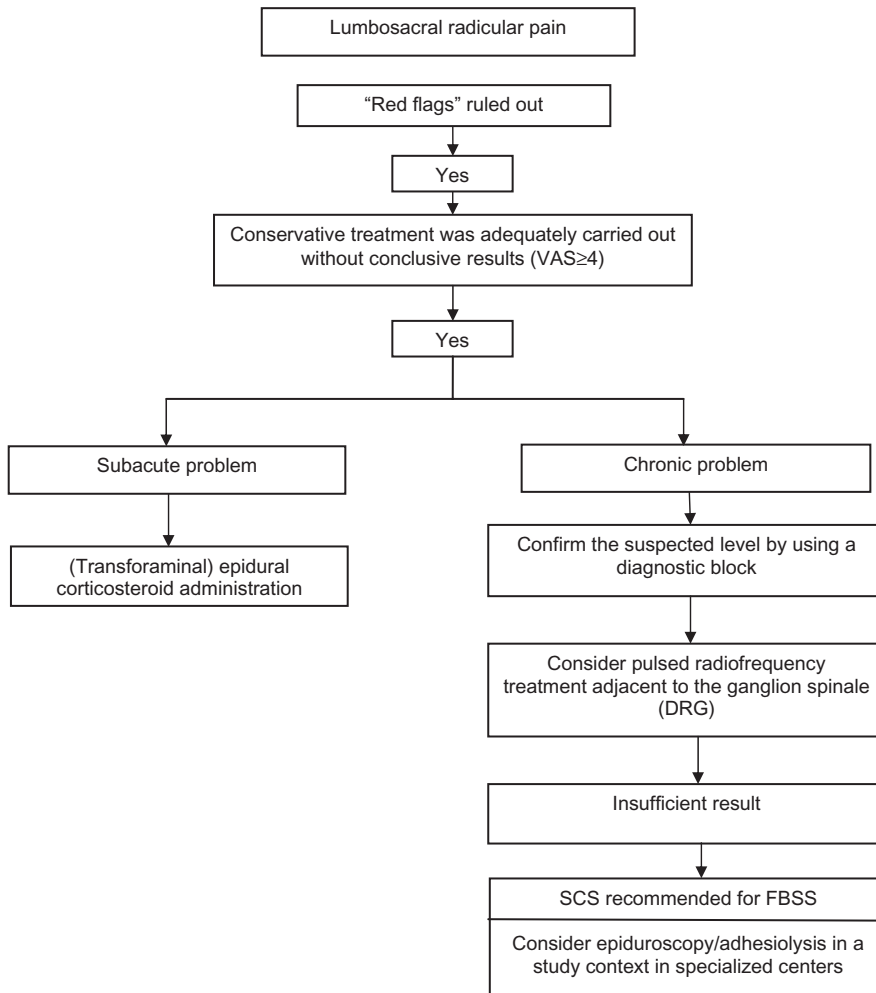 Lumbosacral radicular pain
“Red flags” ruled out
Yes
Conservative treatment was adequately carried out
without conclusive results (VAS≥4)
Yes
Subacute problem
(Transforaminal) epidural
corticosteroid administration
Chronic problem
Confirm the suspected level by using a
diagnostic block
Consider pulsed radiofrequency
treatment adjacent to the ganglion spinale
(DRG)
Insufficient result
SCS recommended for FBSS
Consider epiduroscopy/adhesiolysis in a
study context in specialized centers